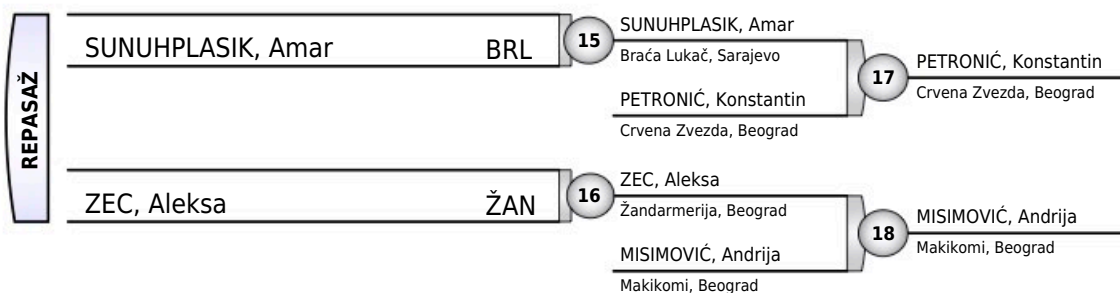 REPASAŽ
SUNUHPLASIK, Amar BRL
15
SUNUHPLASIK, Amar
Braća Lukač, Sarajevo
PETRONIĆ, Konstantin
Crvena Zvezda, Beograd
17
PETRONIĆ, Konstantin
Crvena Zvezda, Beograd
ZEC, Aleksa ŽAN
16
ZEC, Aleksa
Žandarmerija, Beograd
MISIMOVIĆ, Andrija
Makikomi, Beograd
18
MISIMOVIĆ, Andrija
Makikomi, Beograd